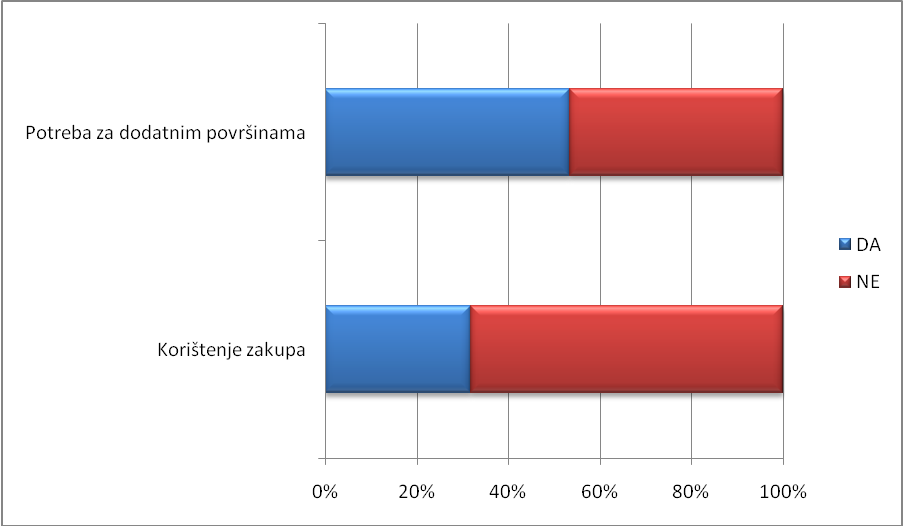 Potreba za dodatnim površinama
Korištenje zakupa
0% 20% 40% 60% 80% 100%
DA
NE